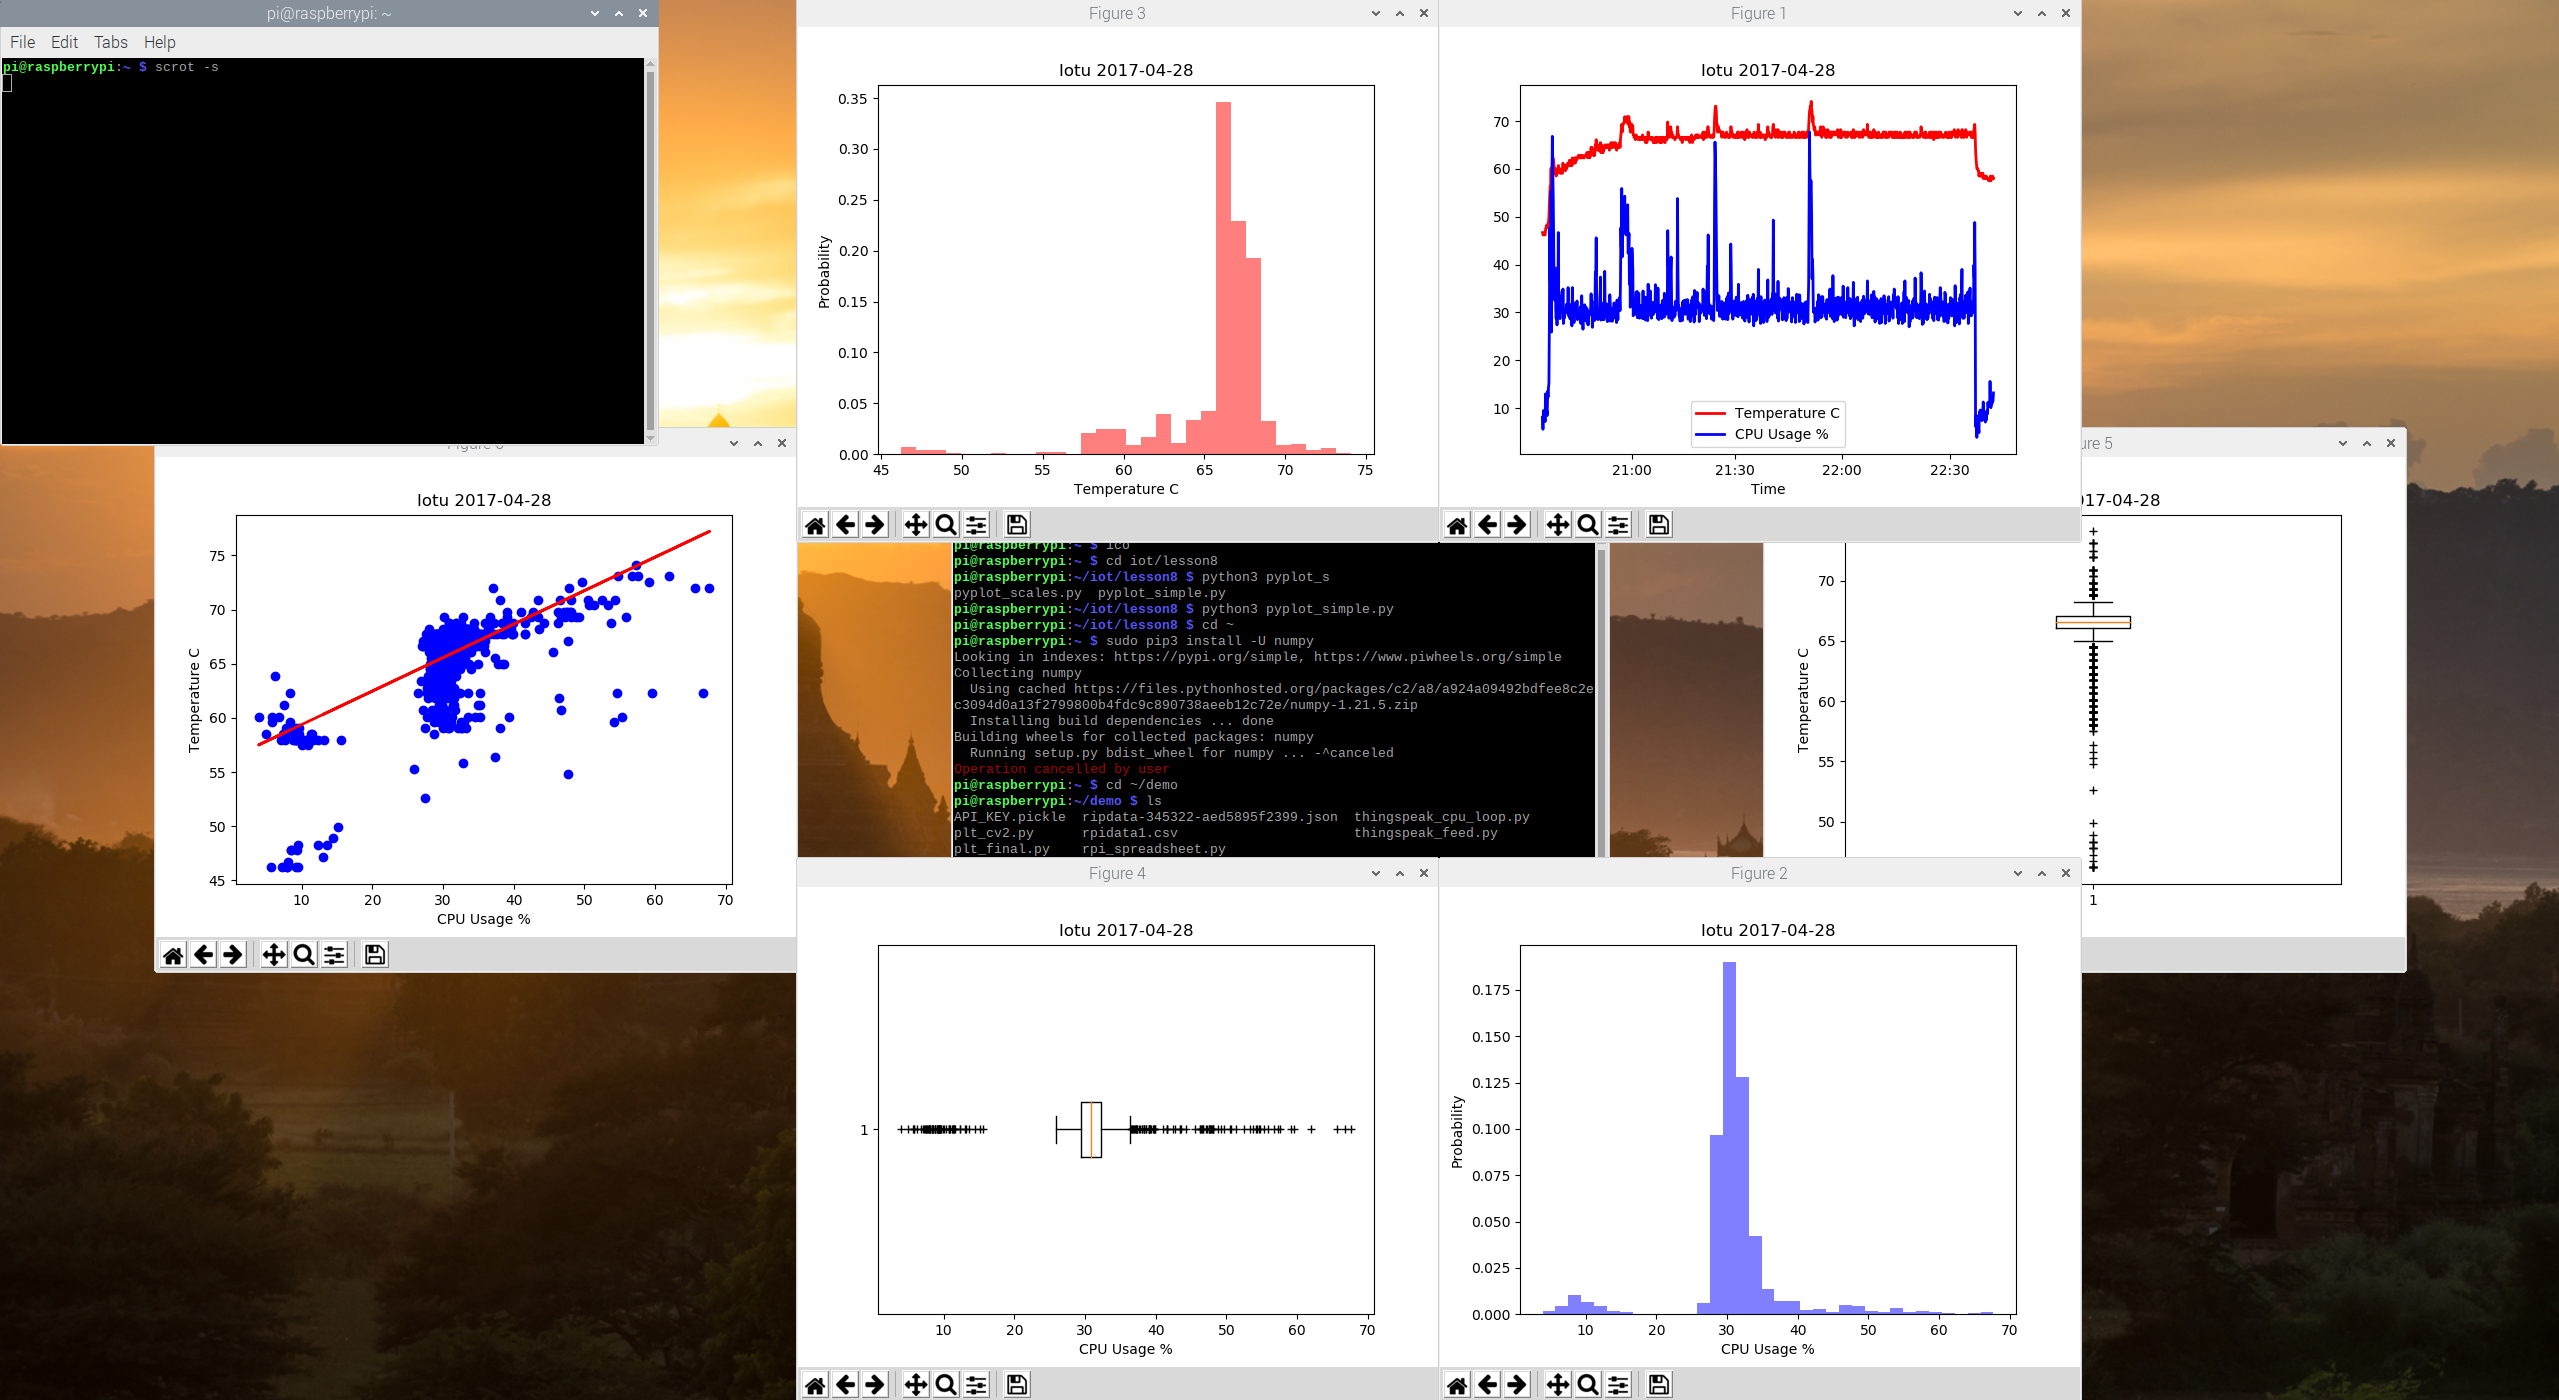 pi@raspberrypi: ~
File Edit Tabs Help
pi@raspberrypi:~ $ scrot -s
Figure 3
Iotu 2017-04-28
0.35
0.30
0.25
0.20
0.15
0.10
0.05
0.00
Probability
45 50 55 60 65 70 75
Temperature C
Figure 1
Iotu 2017-04-28
70
60
50
40
30
20
10
Temperature C
CPU Usage %
21:00 21:30 22:00 22:30
Time
Iotu 2017-04-28
75
70
65
60
55
50
45
Temperature C
10 20 30 40 50 60 70
CPU Usage %
pi@raspberrypi:~ $ ico
pi@raspberrypi:~ $ cd iot/lesson8
pi@raspberrypi:~/iot/lesson8 $ python3 pyplot_s
pyplot_scales.py pyplot_simple.py
pi@raspberrypi:~/iot/lesson8 $ python3 pyplot_simple.py
pi@raspberrypi:~/iot/lesson8 $ cd ~
pi@raspberrypi:~ $ sudo pip3 install -U numpy
Looking in indexes: https://pypi.org/simple, https://www.piwheels.org/simple
Collecting numpy
Using cached https://files.pythonhosted.org/packages/c2/a8/a924a09492bdfee8c2e
c3094d0a13f2799800b4fdc9c890738aeeb12c72e/numpy-1.21.5.zip
Installing build dependencies ... done
Building wheels for collected packages: numpy
Running setup.py bdist_wheel for numpy ... -^canceled
Operation cancelled by user
pi@raspberrypi:~ $ cd ~/demo
pi@raspberrypi:~/demo $ ls
API_KEY.pickle ripdata-345322-aed5895f2399.json thingspeak_cpu_loop.py
plt_cv2.py rpidata1.csv thingspeak_feed.py
plt_final.py rpi_spreadsheet.py
ure 5
017-04-28
70
65
60
55
50
Temperature C
1
Figure 4
Iotu 2017-04-28
1
10 20 30 40 50 60 70
CPU Usage %
Figure 2
Iotu 2017-04-28
0.175
0.150
0.125
0.100
0.075
0.050
0.025
0.000
Probability
10 20 30 40 50 60 70
CPU Usage %